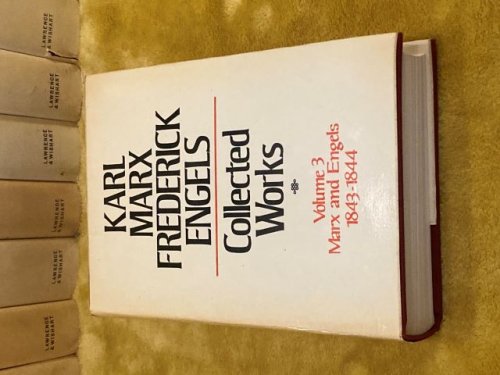 KARL
MARX
FREDERICK
ENGELS
Collected
Works
Volume 3
Marx and Engels
1843-1844
LAWRENCE
& WISHART
LAWRENCE
& WISHART
LAWRENCE
& WISHART
LAWRENCE
& WISHART
LAWRENCE
& WISHART
LAWRENCE
& WISHART